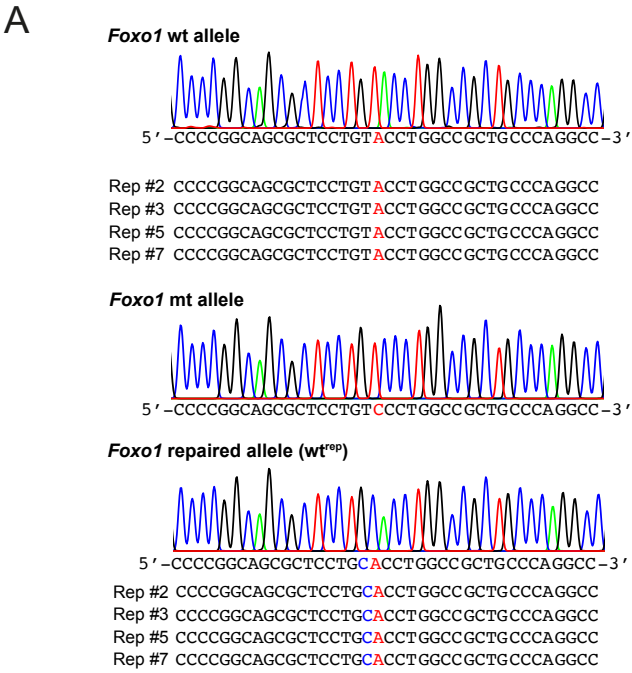 A
Foxo1 wt allele
5′-CCCCGGCAGCGCTCCTGTACCTGGCCGCTGCCCAGGCC-3′
Rep #2 CCCCGGCAGCGCTCCTGTACCTGGCCGCTGCCCAGGCC
Rep #3 CCCCGGCAGCGCTCCTGTACCTGGCCGCTGCCCAGGCC
Rep #5 CCCCGGCAGCGCTCCTGTACCTGGCCGCTGCCCAGGCC
Rep #7 CCCCGGCAGCGCTCCTGTACCTGGCCGCTGCCCAGGCC
Foxo1 mt allele
5′-CCCCGGCAGCGCTCCTGTCCCTGGCCGCTGCCCAGGCC-3′
Foxo1 repaired allele (wtrep)
5′-CCCCGGCAGCGCTCCTGCACCTGGCCGCTGCCCAGGCC-3′
Rep #2 CCCCGGCAGCGCTCCTGCACCTGGCCGCTGCCCAGGCC
Rep #3 CCCCGGCAGCGCTCCTGCACCTGGCCGCTGCCCAGGCC
Rep #5 CCCCGGCAGCGCTCCTGCACCTGGCCGCTGCCCAGGCC
Rep #7 CCCCGGCAGCGCTCCTGCACCTGGCCGCTGCCCAGGCC